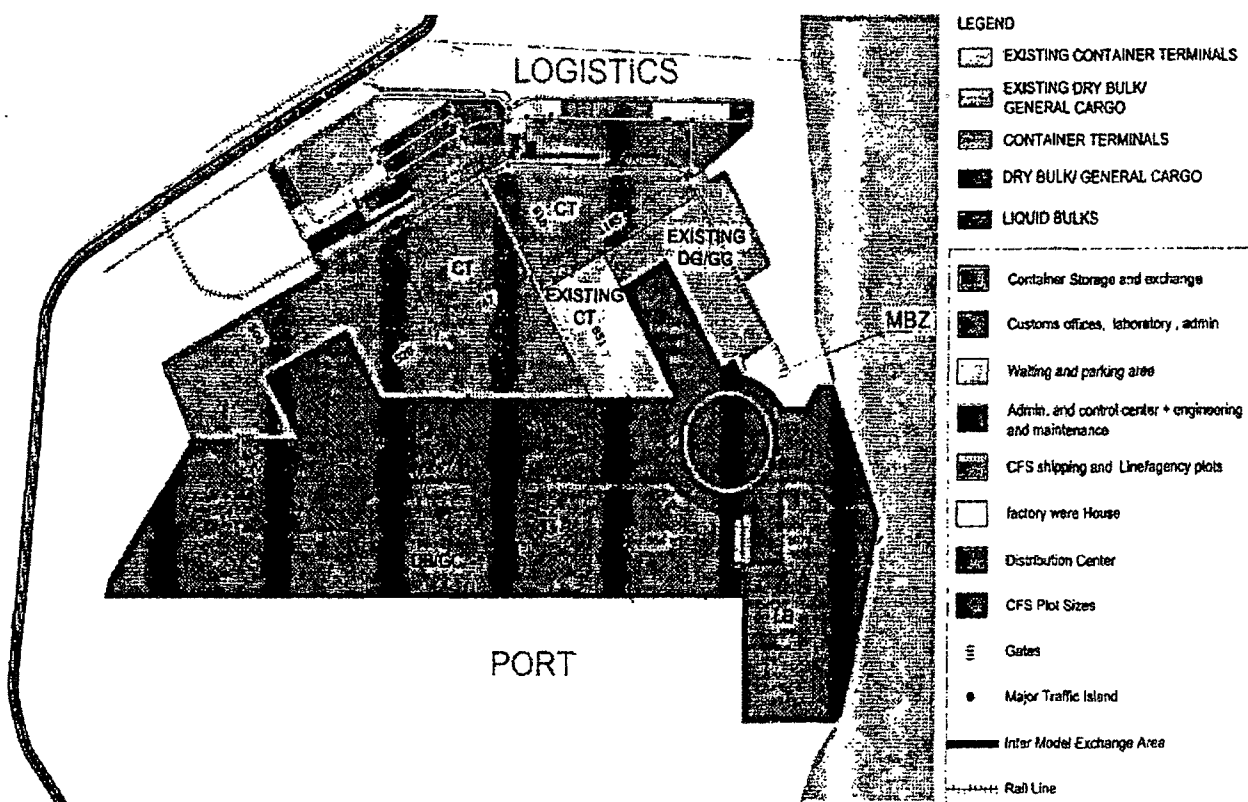 LOGISTICS
CT
CT
EXISTING
DG/GG
EXISTING
CT
MBZ
LB
PORT
LEGEND
EXISTING CONTAINER TERMINALS
EXISTING DRY BULK/
GENERAL CARGO
CONTAINER TERMINALS
DRY BULK/ GENERAL CARGO
LIQUID BULKS
Container Storage and exchange
Customs offices, laboratory , admin
Waiting and parking area
Admin. and control center + engineering
and maintenance
CFS shipping and Line/agency plots
factory were House
Distribution Center
CFS Plot Sizes
Gates
Major Traffic Island
Inter Model Exchange Area
Rail Line